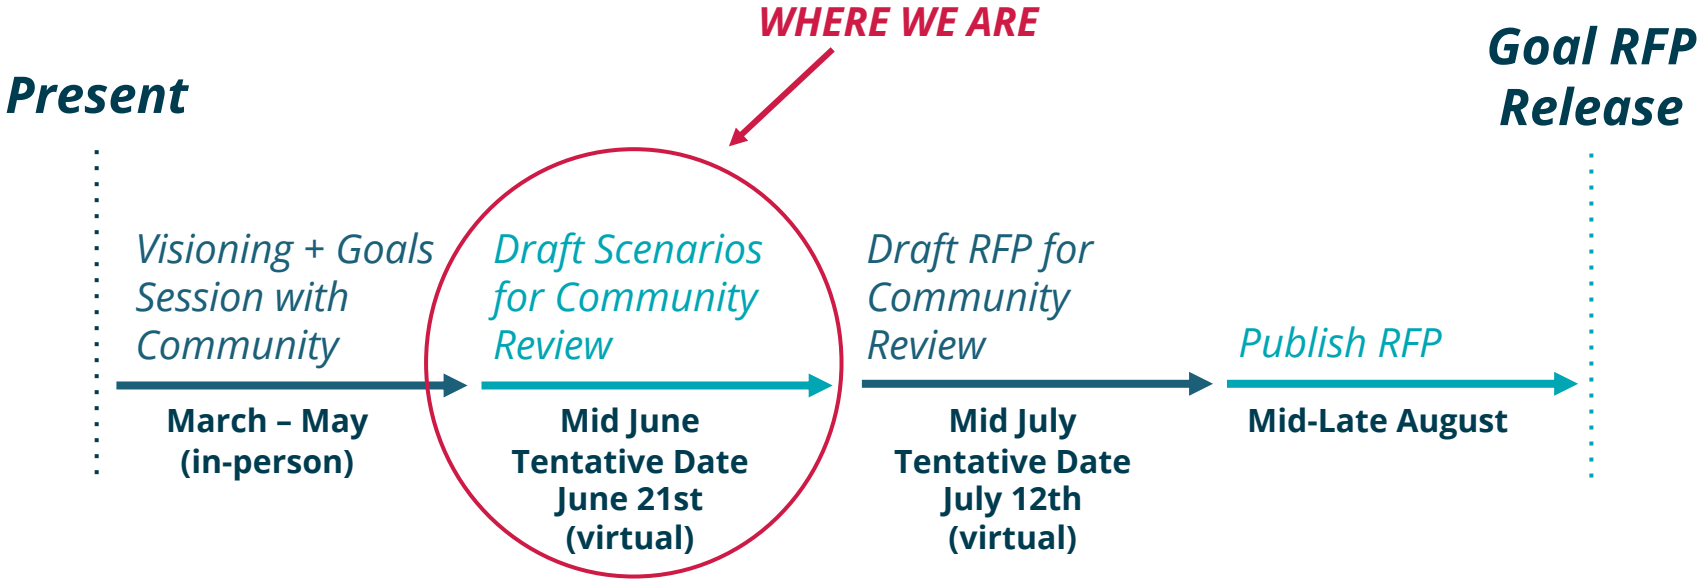 WHERE WE ARE
Present
Goal RFP
Release
Visioning + Goals
Session with
Community
March – May
(in-person)
Draft Scenarios
for Community
Review
Mid June
Tentative Date
June 21st
(virtual)
Draft RFP for
Community
Review
Mid July
Tentative Date
July 12th
(virtual)
Publish RFP
Mid-Late August